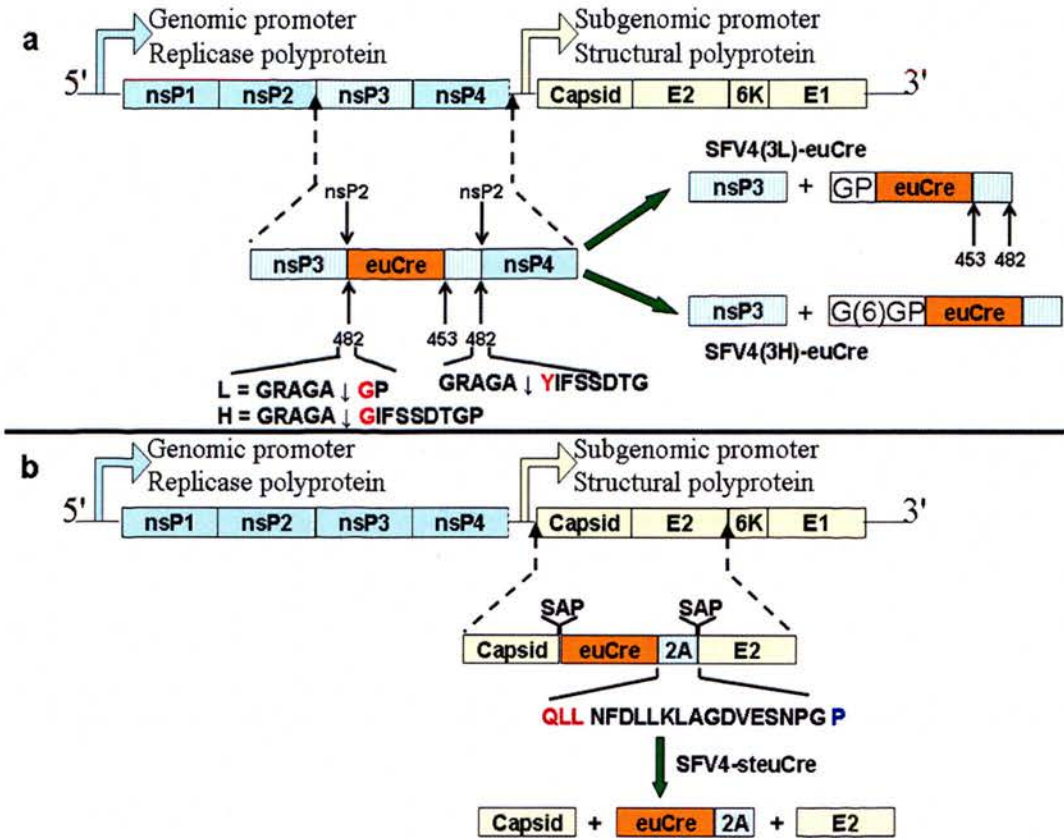 a
Genomic promoter
Replicase polyprotein
Subgenomic promoter
Structural polyprotein
5'
nsP1 nsP2 nsP3 nsP4 Capsid E2 6K E1
3'
SFV4(3L)-euCre
nsP3 + GP euCre
453 482
nsP2 nsP2
nsP3 euCre nsP4
482 453 482
nsP3 + G(6)GP euCre
SFV4(3H)-euCre
L = GRAGA ↓ GP
H = GRAGA ↓ GIFSSDTGP
GRAGA ↓ YIFSSDTG
b
Genomic promoter
Replicase polyprotein
Subgenomic promoter
Structural polyprotein
5'
nsP1 nsP2 nsP3 nsP4 Capsid E2 6K E1
3'
SAP SAP
Capsid euCre 2A E2
QLL NFDLLKLAGDVESNPG P
SFV4-steuCre
Capsid + euCre 2A + E2